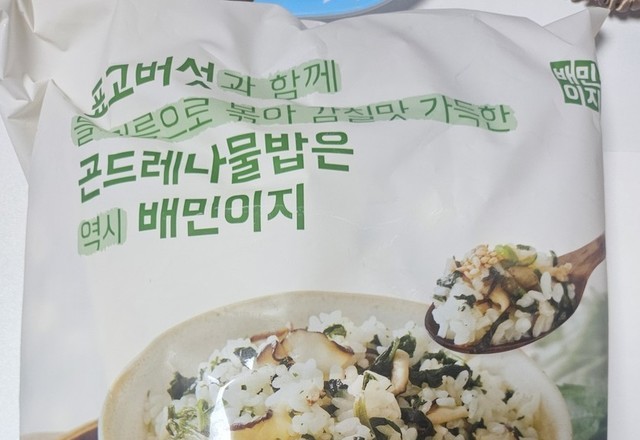 표고버섯과 함께
들기름으로 볶아 감칠맛 가득한
곤드레나물밥은
역시 배민이지
배민
이지